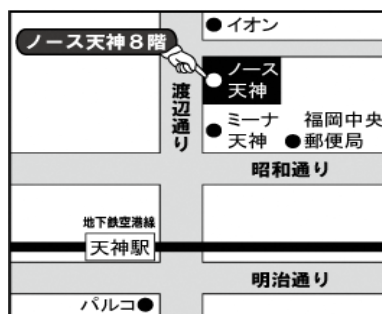 イオン
ノース天神8階
ノース
天神
渡辺通り
ミーナ
天神
福岡中央
郵便局
昭和通り
地下鉄空港線
天神駅
明治通り
パルコ